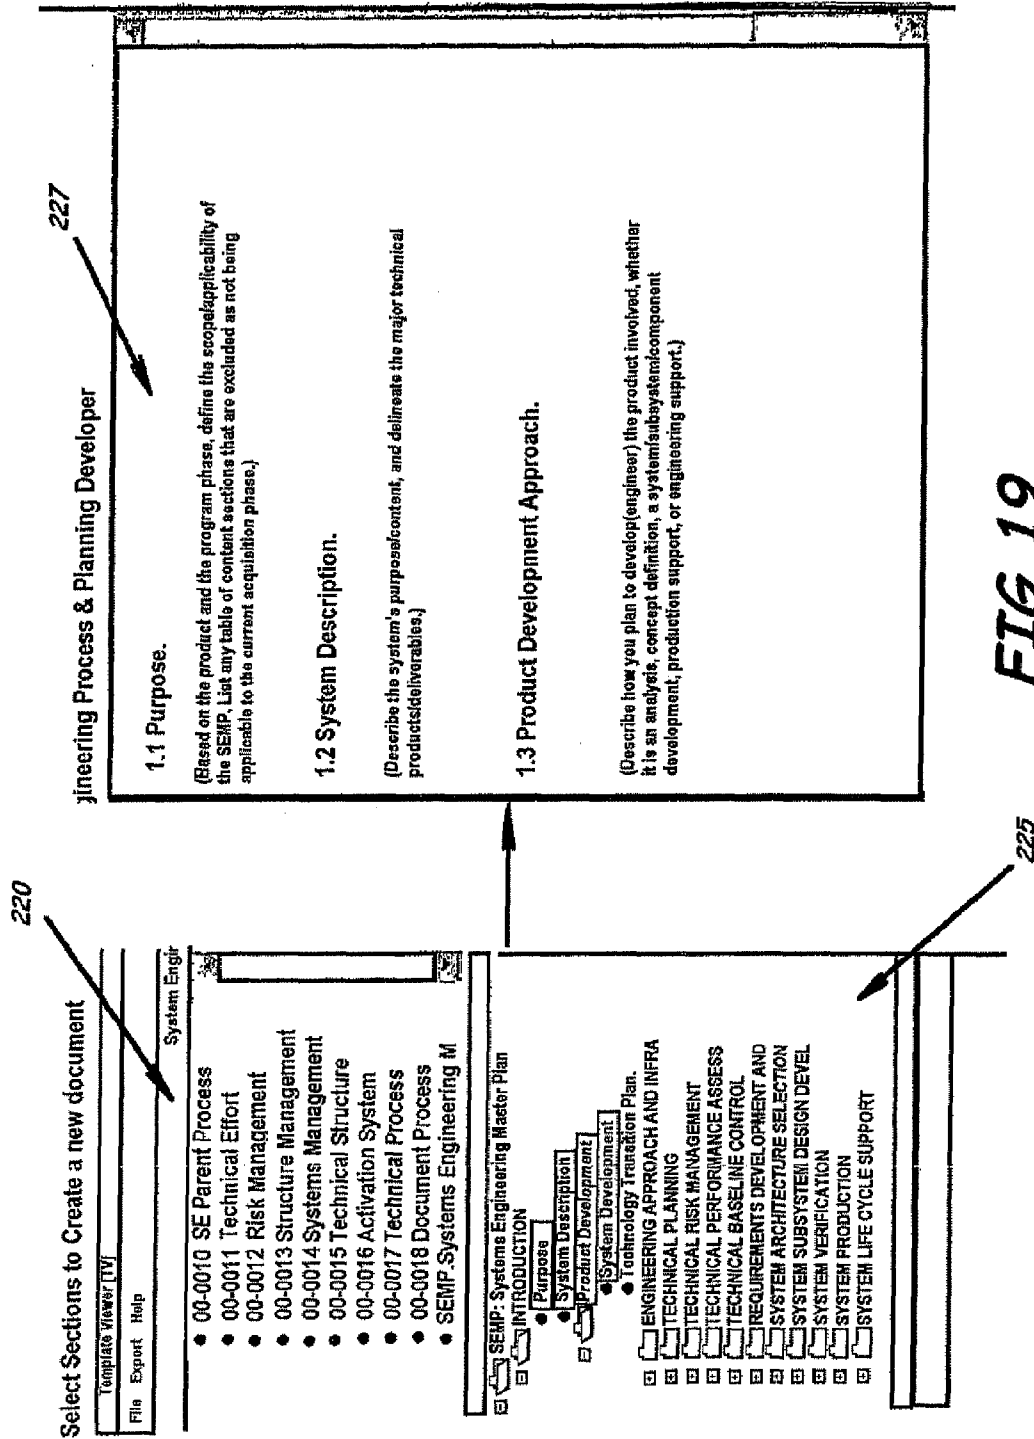 Select Sections to Create a new document
220
Template Viewer [TV]
File Export Help
System Engir
00-0010 SE Parent Process
00-0011 Technical Effort
00-0012 Risk Management
00-0013 Structure Management
00-0014 Systems Management
00-0015 Technical Structure
00-0016 Activation System
00-0017 Technical Process
00-0018 Document Process
SEMP.Systems Engineering M
SEMP: Systems Engineering Master Plan
INTRODUCTION
Purpose
System Description
Product Development
System Development
Technology Transition Plan.
ENGINEERING APPROACH AND INFRA
TECHNICAL PLANNING
TECHNICAL RISK MANAGEMENT
TECHNICAL PERFORMANCE ASSESS
TECHNICAL BASELINE CONTROL
REQUIREMENTS DEVELOPMENT AND
SYSTEM ARCHITECTURE SELECTION
SYSTEM SUBSYSTEM DESIGN DEVEL
SYSTEM VERIFICATION
SYSTEM PRODUCTION
SYSTEM LIFE CYCLE SUPPORT
225
gineering Process & Planning Developer
227
1.1 Purpose.
(Based on the product and the program phase, define the scope/applicability of
the SEMP. List any table of content sections that are excluded as not being
applicable to the current acquisition phase.)
1.2 System Description.
(Describe the system's purpose/content, and delineate the major technical
products/deliverables.)
1.3 Product Development Approach.
(Describe how you plan to develop(engineer) the product involved, whether
it is an analysis, concept definition, a system/subsystem/component
development, production support, or engineering support.)
FIG 19